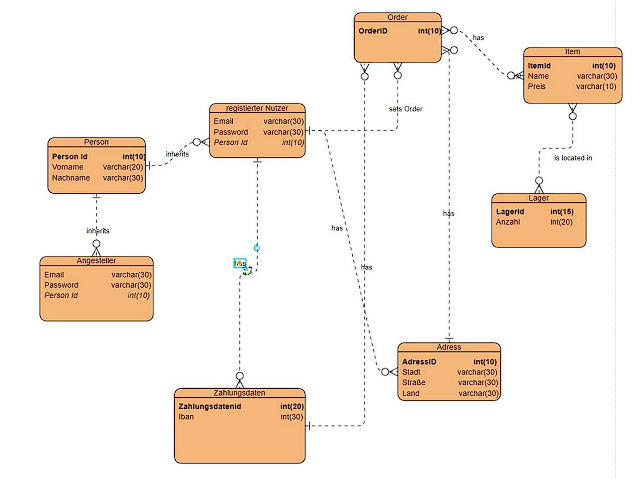 Order
OrderID int(10)
has
Item
ItemId int(10)
Name varchar(30)
Preis varchar(10)
registierter Nutzer
Email varchar(30)
Password varchar(30)
Person Id int(10)
sets Order
Person
Person Id int(10)
Vorname varchar(20)
Nachname varchar(30)
inherits
is located in
Lager
LagerId int(15)
Anzahl int(20)
has
has
inherits
Angesteller
Email varchar(30)
Password varchar(30)
Person Id int(10)
has
has
Adress
AdressID int(10)
Stadt varchar(30)
Straße varchar(30)
Land varchar(30)
Zahlungsdaten
ZahlungsdatenId int(20)
Iban int(30)